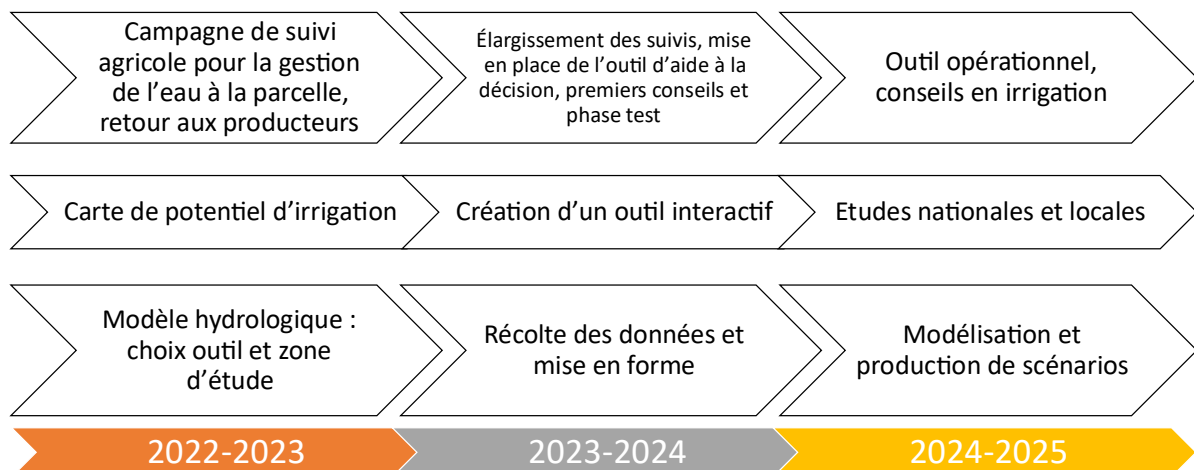 Campagne de suivi
agricole pour la gestion
de l'eau à la parcelle,
retour aux producteurs
Élargissement des suivis, mise
en place de l'outil d'aide à la
décision, premiers conseils et
phase test
Outil opérationnel,
conseils en irrigation
Carte de potentiel d'irrigation
Création d'un outil interactif
Etudes nationales et locales
Modèle hydrologique :
choix outil et zone
d'étude
Récolte des données et
mise en forme
Modélisation et
production de scénarios
2022-2023
2023-2024
2024-2025